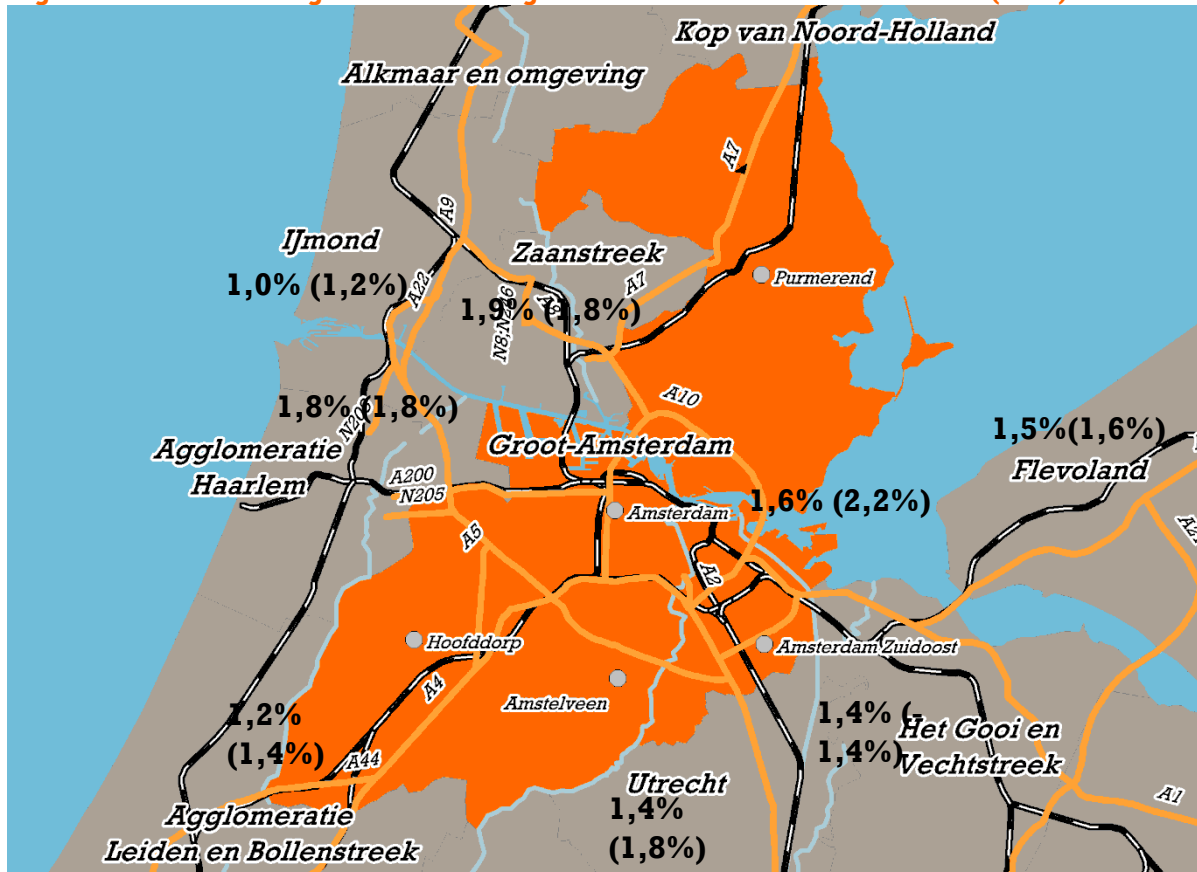 Kop van Noord-Holland
Alkmaar en omgeving
A7
A9
IJmond
Zaanstreek
1,0% (1,2%)
A22
A7
Purmerend
1,9% (1,8%)
A8
N8;N246
A10
1,8% (1,8%)
Groot-Amsterdam
1,5%(1,6%)
Agglomeratie
Haarlem
Flevoland
A200
N205
1,6% (2,2%)
Amsterdam
A5
A2
Hoofddorp
Amsterdam Zuidoost
A4
Amstelveen
1,2%
(1,4%)
1,4% (-
1,4%)
Het Gooi en
Vechtstreek
A44
Utrecht
A1
Agglomeratie
Leiden en Bollenstreek
1,4%
(1,8%)